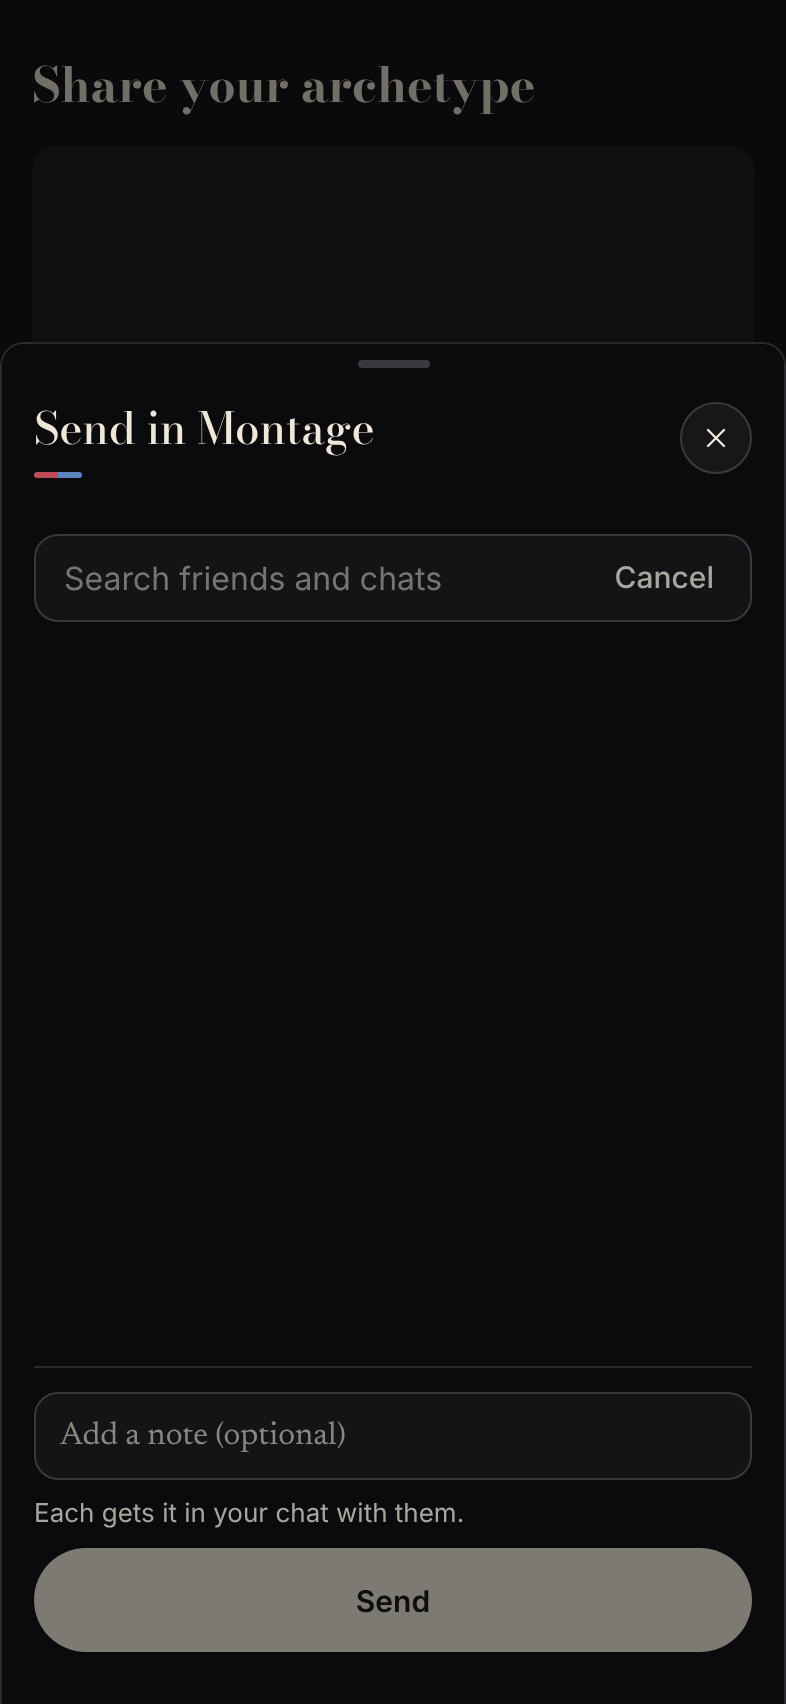 Share your archetype
Send in Montage
Search friends and chats
Cancel
Add a note (optional)
Each gets it in your chat with them.
Send